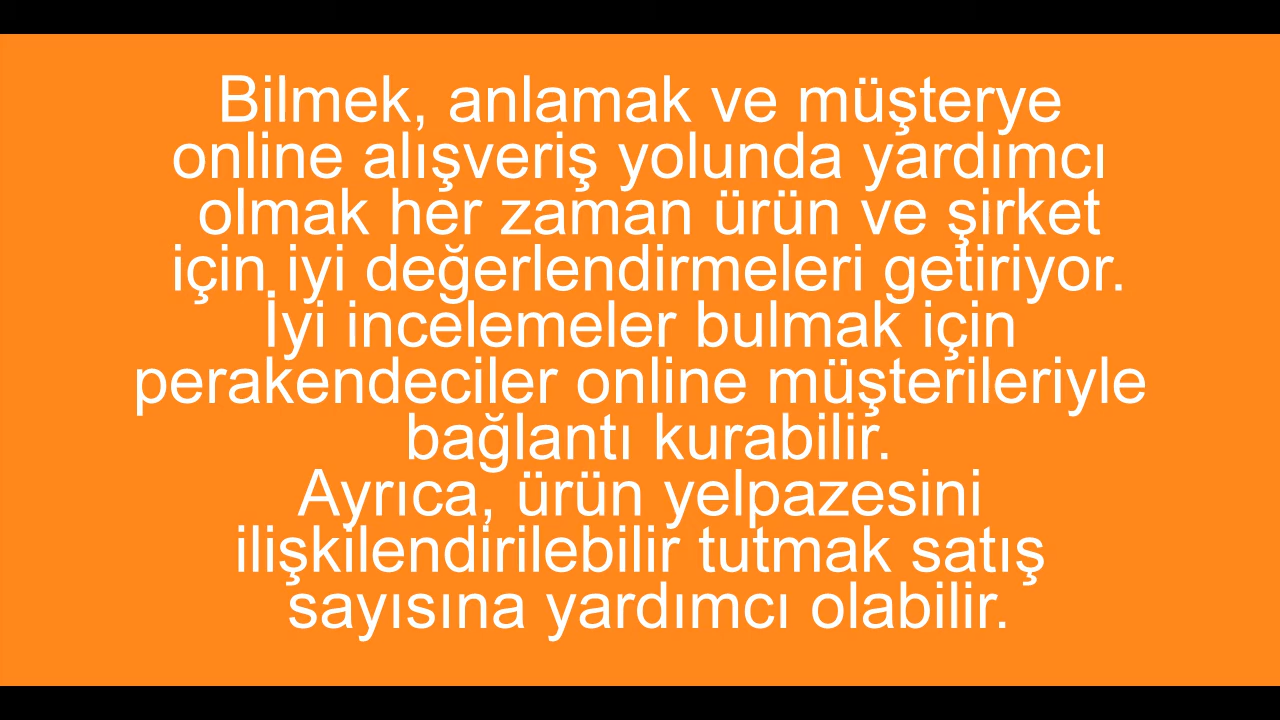 Bilmek, anlamak ve müşterye
online alışveriş yolunda yardımcı
olmak her zaman ürün ve şirket
için iyi değerlendirmeleri getiriyor.
İyi incelemeler bulmak için
perakendeciler online müşterileriyle
bağlantı kurabilir.
Ayrıca, ürün yelpazesini
ilişkilendirilebilir tutmak satış
sayısına yardımcı olabilir.